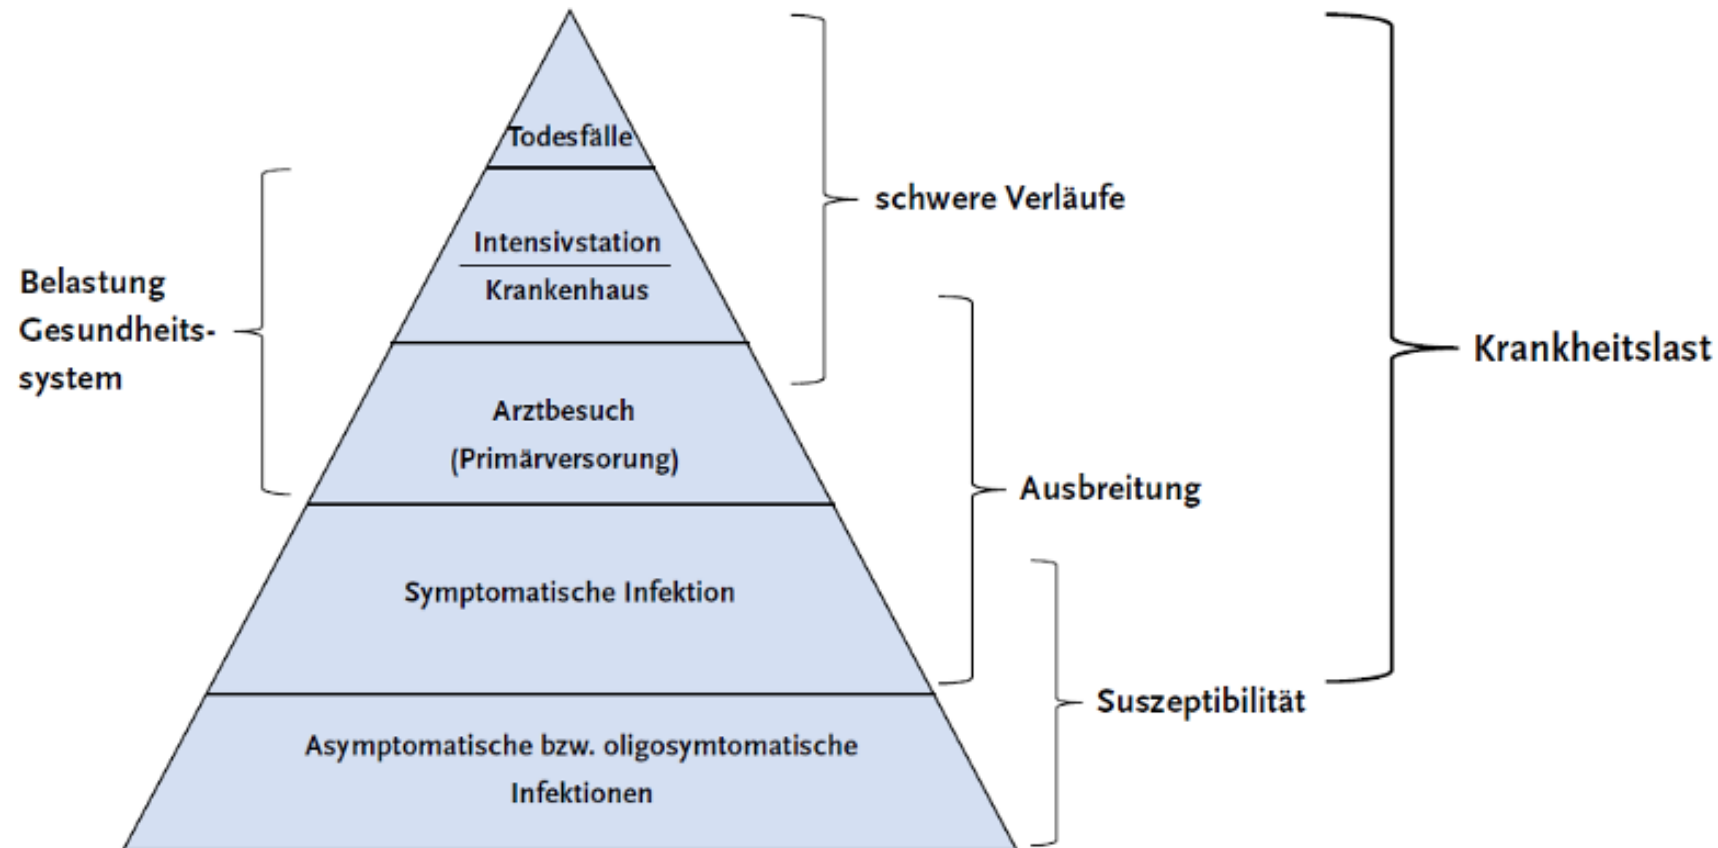 Todesfälle
schwere Verläufe
Intensivstation
Krankenhaus
Belastung
Gesundheits-
system
Krankheitslast
Arztbesuch
(Primärversorung)
Ausbreitung
Symptomatische Infektion
Suszeptibilität
Asymptomatische bzw. oligosymtomatische
Infektionen